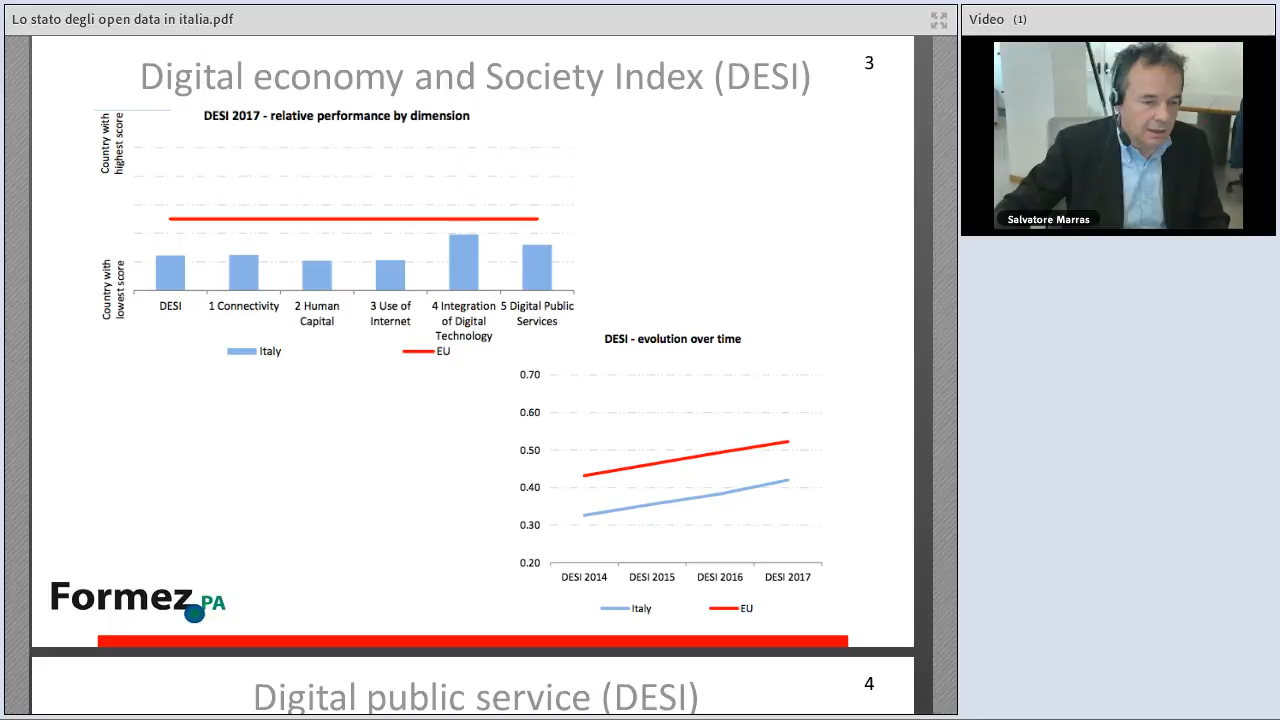 Lo stato degli open data in italia.pdf
Video (1)
Salvatore Marras
Digital economy and Society Index (DESI)
3
DESI 2017 - relative performance by dimension
Country with
highest score
Country with
lowest score
DESI
1 Connectivity
2 Human
Capital
3 Use of
Internet
4 Integration
of Digital
Technology
5 Digital Public
Services
Italy
EU
DESI - evolution over time
0.70
0.60
0.50
0.40
0.30
0.20
DESI 2014
DESI 2015
DESI 2016
DESI 2017
Italy
EU
Formez PA
Digital public service (DESI)
4